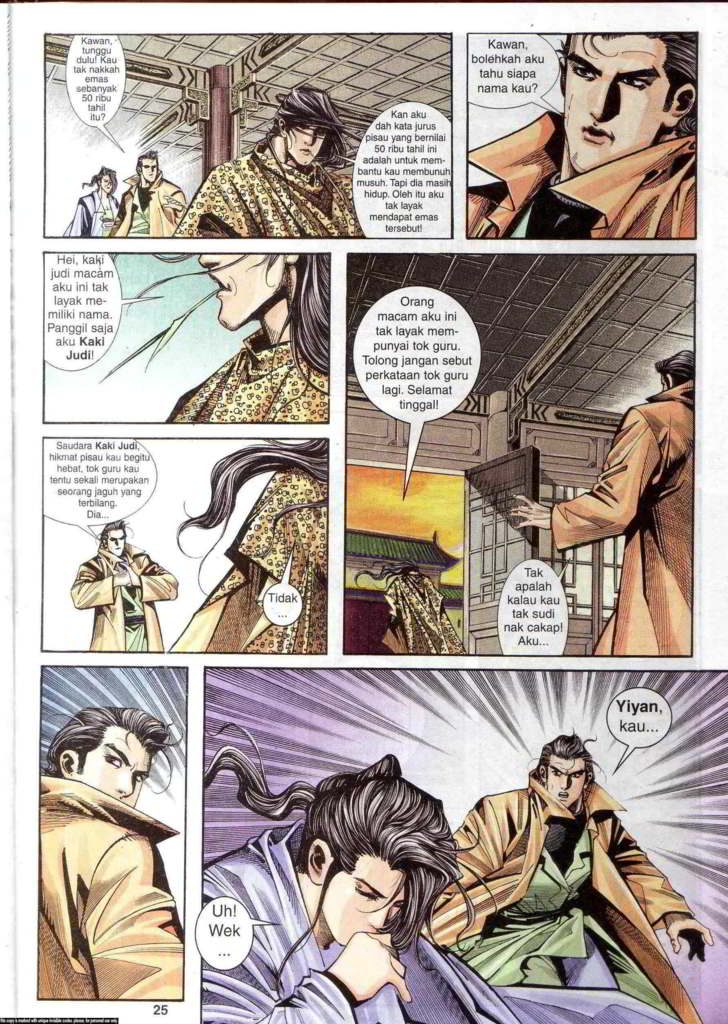 Kawan,
tunggu
dulu! Kau
tak nakkah
emas
sebanyak
50 ribu
tahil
itu?
Kan aku
dah kata jurus
pisau yang bernilai
50 ribu tahil ini
adalah untuk mem-
bantu kau membunuh
musuh. Tapi dia masih
hidup. Oleh itu aku
tak layak
mendapat emas
tersebut!
Kawan,
bolehkah aku
tahu siapa
nama kau?
Hei, kaki
judi macam
aku ini tak
layak me-
miliki nama.
Panggil saja
aku Kaki
Judi!
Saudara Kaki Judi,
hikmat pisau kau begitu
hebat, tok guru kau
tentu sekali merupakan
seorang jaguh yang
terbilang.
Dia...
Tidak
...
Orang
macam aku ini
tak layak mem-
punyai tok guru.
Tolong jangan sebut
perkataan tok guru
lagi. Selamat
tinggal!
Tak
apalah
kalau kau
tak sudi
nak cakap!
Aku...
Yiyan,
kau...
Uh!
Wek
...
25